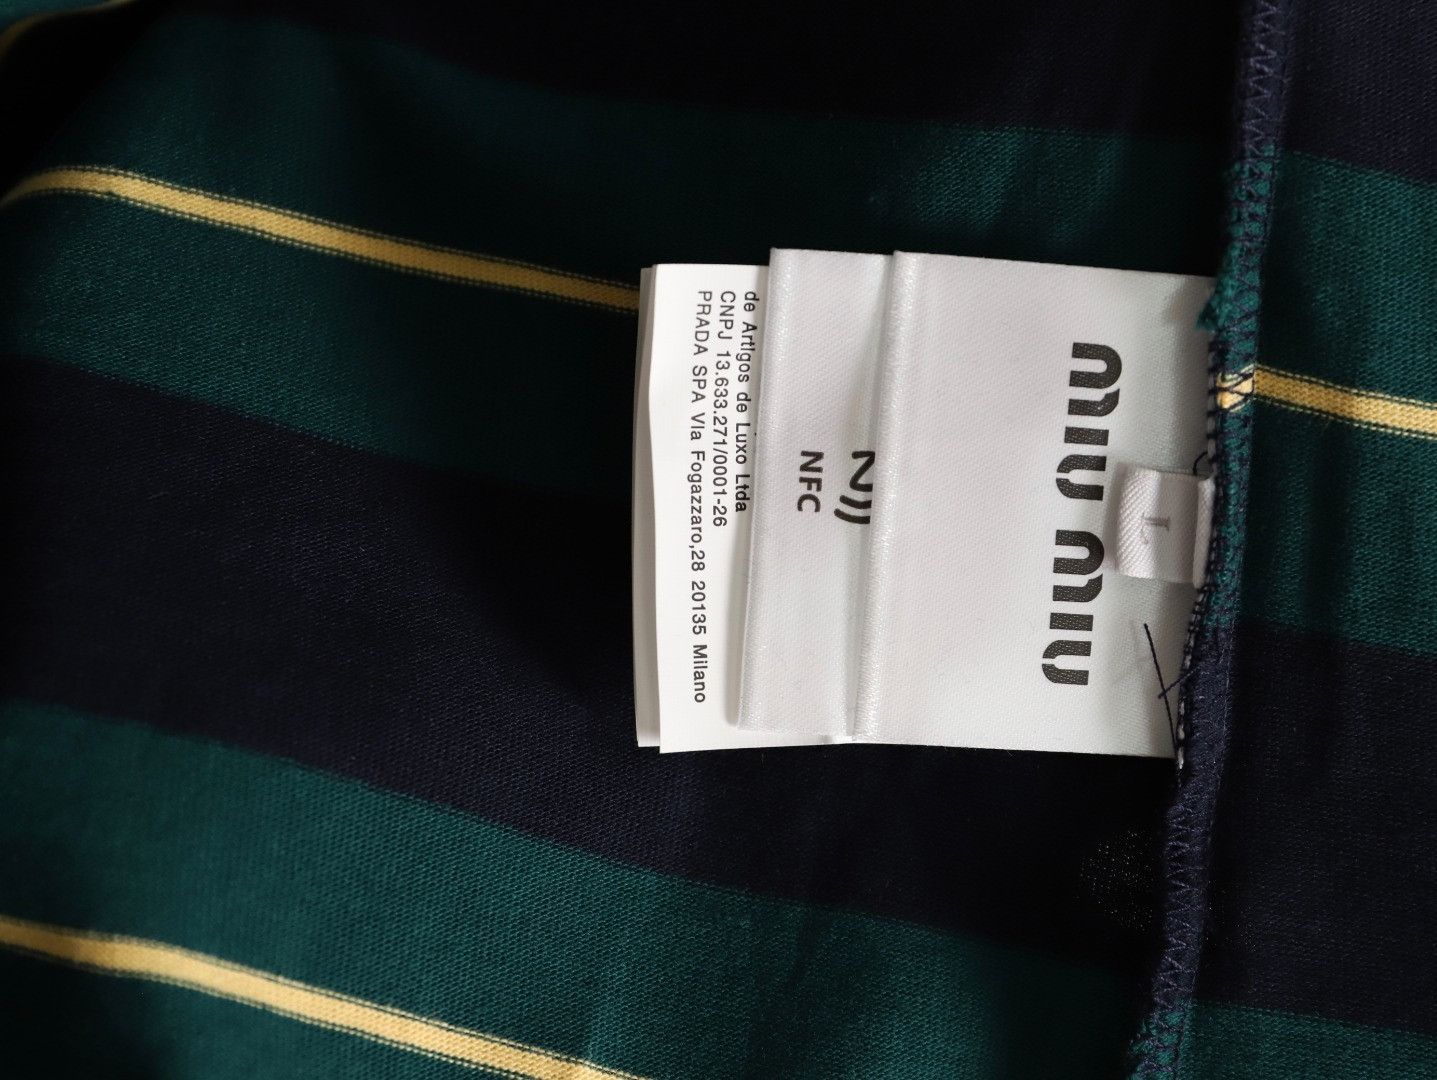 miu miu
L
N
NFC
de Artigos de Luxo Ltda
CNPJ 13.633.271/0001-26
PRADA SPA Via Fogazzaro,28 20135 Milano